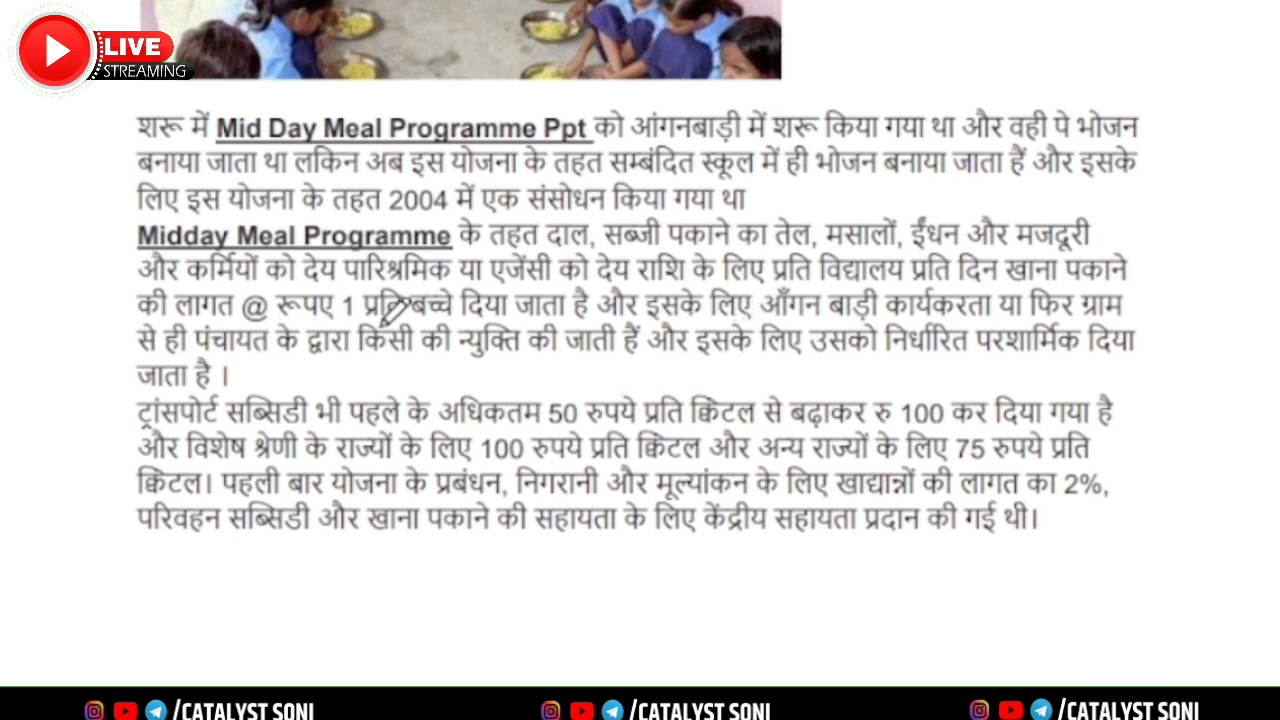 LIVE
STREAMING
शरू में Mid Day Meal Programme Ppt को आंगनबाड़ी में शरू किया गया था और वही पे भोजन
बनाया जाता था लकिन अब इस योजना के तहत सम्बंदित स्कूल में ही भोजन बनाया जाता हैं और इसके
लिए इस योजना के तहत 2004 में एक संसोधन किया गया था
Midday Meal Programme के तहत दाल, सब्जी पकाने का तेल, मसालों, ईंधन और मजदूरी
और कर्मियों को देय पारिश्रमिक या एजेंसी को देय राशि के लिए प्रति विद्यालय प्रति दिन खाना पकाने
की लागत @ रूपए 1 प्रति बच्चे दिया जाता है और इसके लिए आँगन बाड़ी कार्यकरता या फिर ग्राम
से ही पंचायत के द्वारा किसी की न्युक्ति की जाती हैं और इसके लिए उसको निर्धारित परशार्मिक दिया
जाता है ।
ट्रांसपोर्ट सब्सिडी भी पहले के अधिकतम 50 रुपये प्रति क्विंटल से बढ़ाकर रु 100 कर दिया गया है
और विशेष श्रेणी के राज्यों के लिए 100 रुपये प्रति क्विंटल और अन्य राज्यों के लिए 75 रुपये प्रति
क्विंटल। पहली बार योजना के प्रबंधन, निगरानी और मूल्यांकन के लिए खाद्यान्नों की लागत का 2%,
परिवहन सब्सिडी और खाना पकाने की सहायता के लिए केंद्रीय सहायता प्रदान की गई थी।
/CATALYST SONI /CATALYST SONI /CATALYST SONI